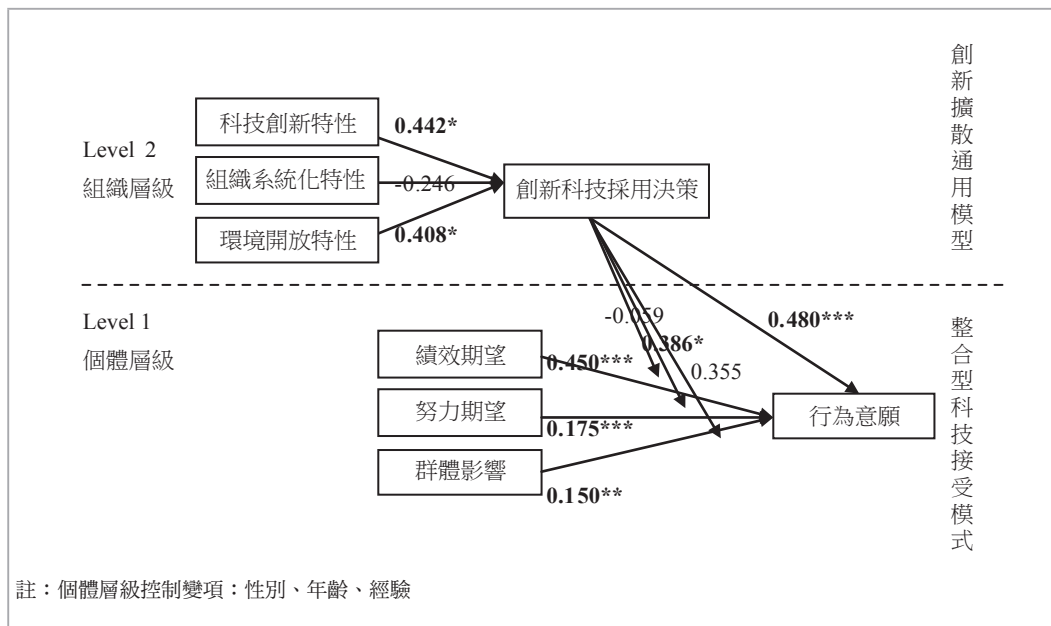 創新擴散通用模型
科技創新特性
0.442*
Level 2
組織層級
組織系統化特性
-0.246
創新科技採用決策
環境開放特性
0.408*
Level 1
個體層級
-0.059
0.386*
0.355
0.480***
績效期望
0.450***
努力期望
0.175***
行為意願
群體影響
0.150**
整合型科技接受模式
註：個體層級控制變項：性別、年齡、經驗